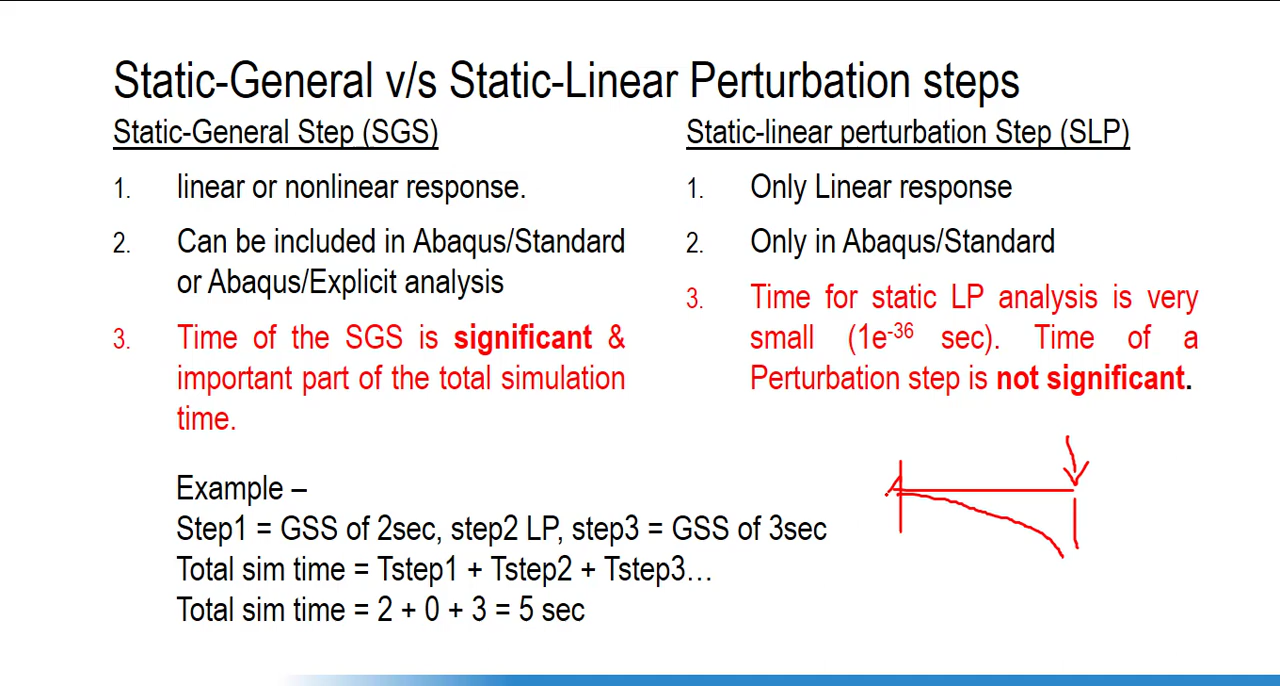 Static-General v/s Static-Linear Perturbation steps
Static-General Step (SGS)
1. linear or nonlinear response.
2. Can be included in Abaqus/Standard
or Abaqus/Explicit analysis
3. Time of the SGS is significant &
important part of the total simulation
time.
Example –
Step1 = GSS of 2sec, step2 LP, step3 = GSS of 3sec
Total sim time = Tstep1 + Tstep2 + Tstep3…
Total sim time = 2 + 0 + 3 = 5 sec
Static-linear perturbation Step (SLP)
1. Only Linear response
2. Only in Abaqus/Standard
3. Time for static LP analysis is very
small (1e-36 sec). Time of a
Perturbation step is not significant.